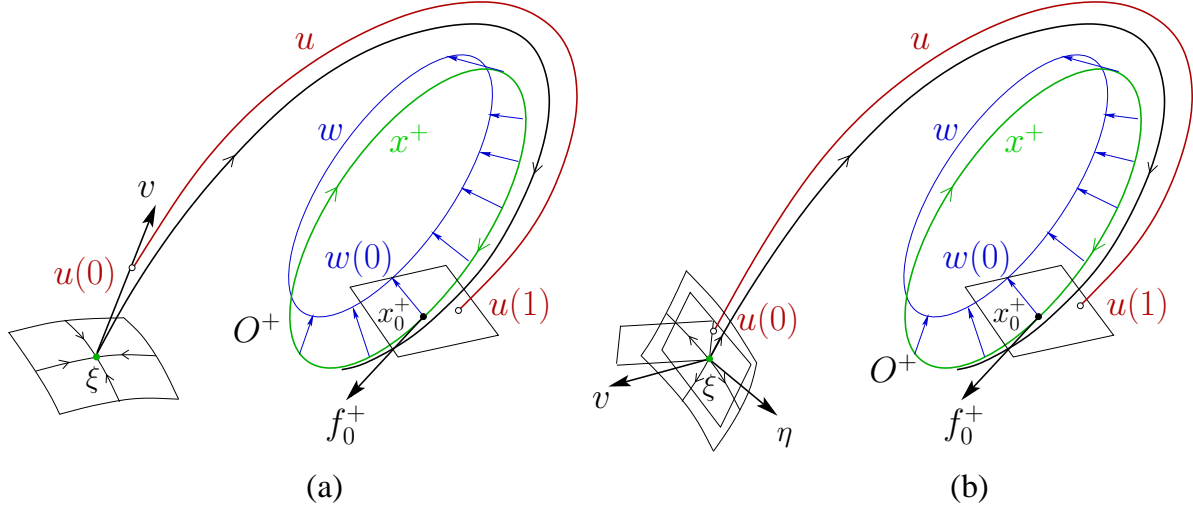 u
w
x⁺
v
u(0)
w(0)
u(1)
x₀⁺
O⁺
ξ
f₀⁺
(a)
u
w
x⁺
w(0)
u(0)
u(1)
x₀⁺
O⁺
ξ
v
η
f₀⁺
(b)